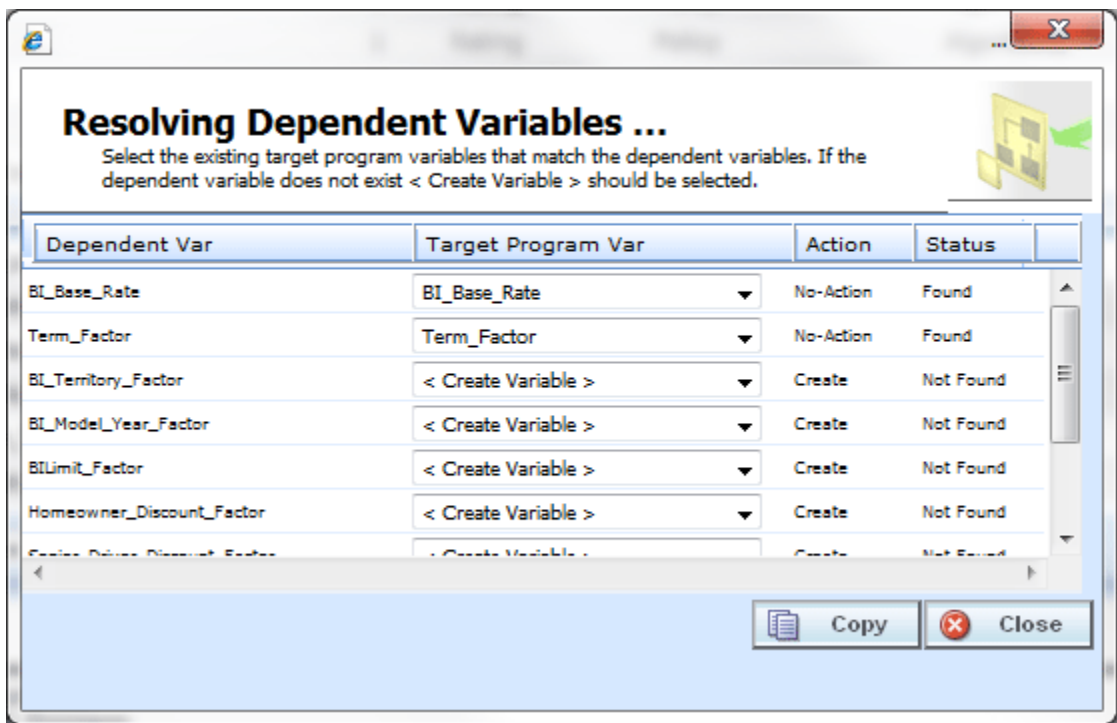 ...
Resolving Dependent Variables ...
Select the existing target program variables that match the dependent variables. If the
dependent variable does not exist < Create Variable > should be selected.
Dependent Var Target Program Var Action Status
BI_Base_Rate BI_Base_Rate No-Action Found
Term_Factor Term_Factor No-Action Found
BI_Territory_Factor < Create Variable > Create Not Found
BI_Model_Year_Factor < Create Variable > Create Not Found
BILimit_Factor < Create Variable > Create Not Found
Homeowner_Discount_Factor < Create Variable > Create Not Found
Copy Close